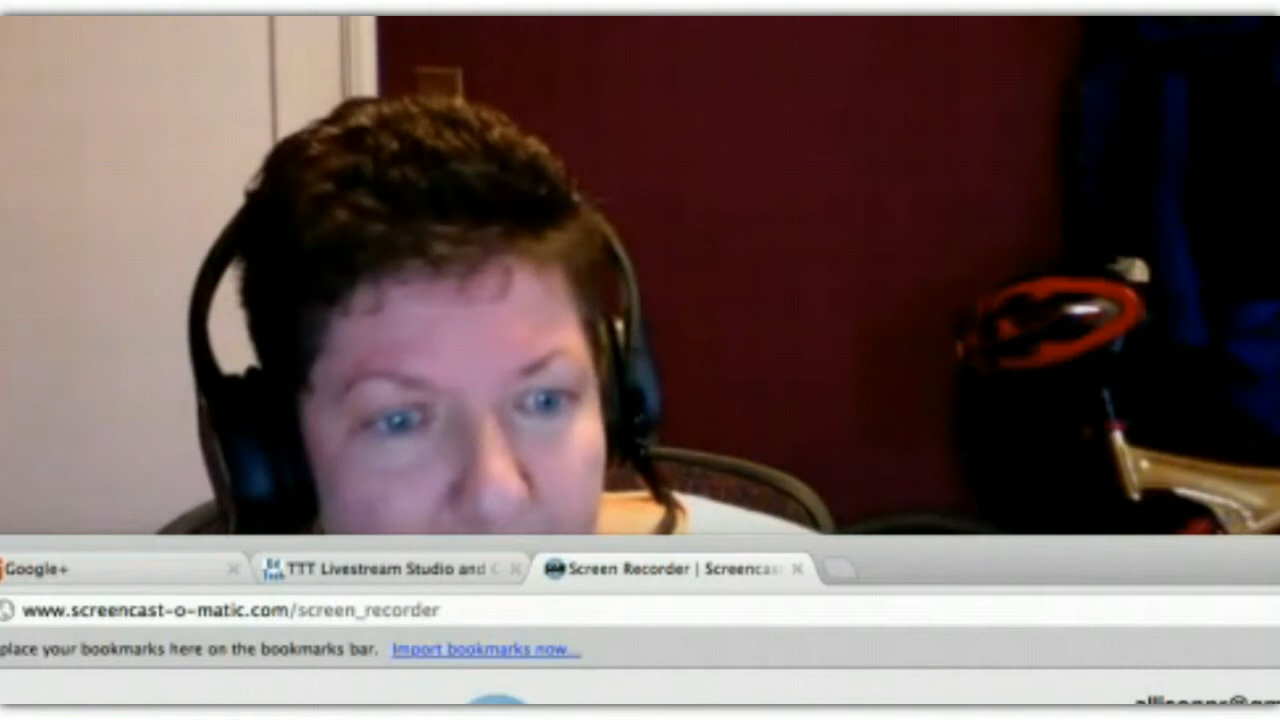 Google+
TTT Livestream Studio and
Screen Recorder | Screencas
www.screencast-o-matic.com/screen_recorder
place your bookmarks here on the bookmarks bar. Import bookmarks now...